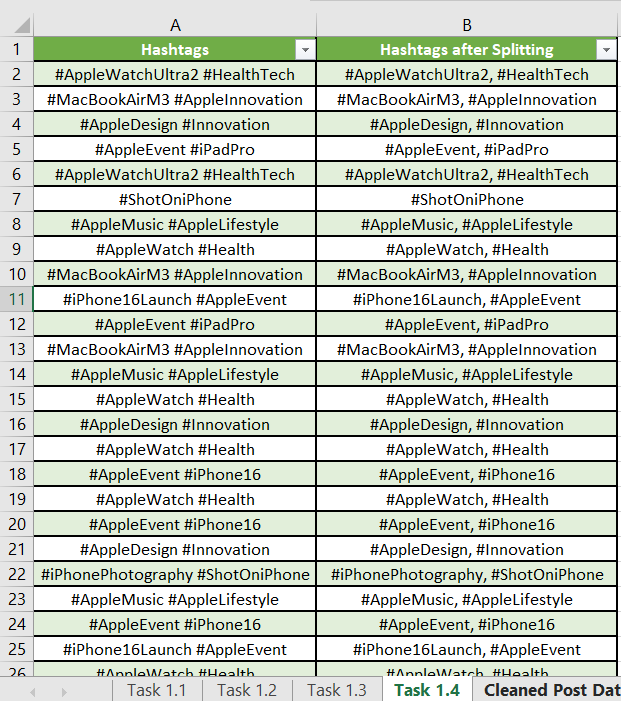 A B
1 Hashtags Hashtags after Splitting
2 #AppleWatchUltra2 #HealthTech #AppleWatchUltra2, #HealthTech
3 #MacBookAirM3 #AppleInnovation #MacBookAirM3, #AppleInnovation
4 #AppleDesign #Innovation #AppleDesign, #Innovation
5 #AppleEvent #iPadPro #AppleEvent, #iPadPro
6 #AppleWatchUltra2 #HealthTech #AppleWatchUltra2, #HealthTech
7 #ShotOniPhone #ShotOniPhone
8 #AppleMusic #AppleLifestyle #AppleMusic, #AppleLifestyle
9 #AppleWatch #Health #AppleWatch, #Health
10 #MacBookAirM3 #AppleInnovation #MacBookAirM3, #AppleInnovation
11 #iPhone16Launch #AppleEvent #iPhone16Launch, #AppleEvent
12 #AppleEvent #iPadPro #AppleEvent, #iPadPro
13 #MacBookAirM3 #AppleInnovation #MacBookAirM3, #AppleInnovation
14 #AppleMusic #AppleLifestyle #AppleMusic, #AppleLifestyle
15 #AppleWatch #Health #AppleWatch, #Health
16 #AppleDesign #Innovation #AppleDesign, #Innovation
17 #AppleWatch #Health #AppleWatch, #Health
18 #AppleEvent #iPhone16 #AppleEvent, #iPhone16
19 #AppleWatch #Health #AppleWatch, #Health
20 #AppleEvent #iPhone16 #AppleEvent, #iPhone16
21 #AppleDesign #Innovation #AppleDesign, #Innovation
22 #iPhonePhotography #ShotOniPhone #iPhonePhotography, #ShotOniPhone
23 #AppleMusic #AppleLifestyle #AppleMusic, #AppleLifestyle
24 #AppleEvent #iPhone16 #AppleEvent, #iPhone16
25 #iPhone16Launch #AppleEvent #iPhone16Launch, #AppleEvent
26 #AppleWatch #Health #AppleWatch, #Health
Task 1.1 Task 1.2 Task 1.3 Task 1.4 Cleaned Post Dat